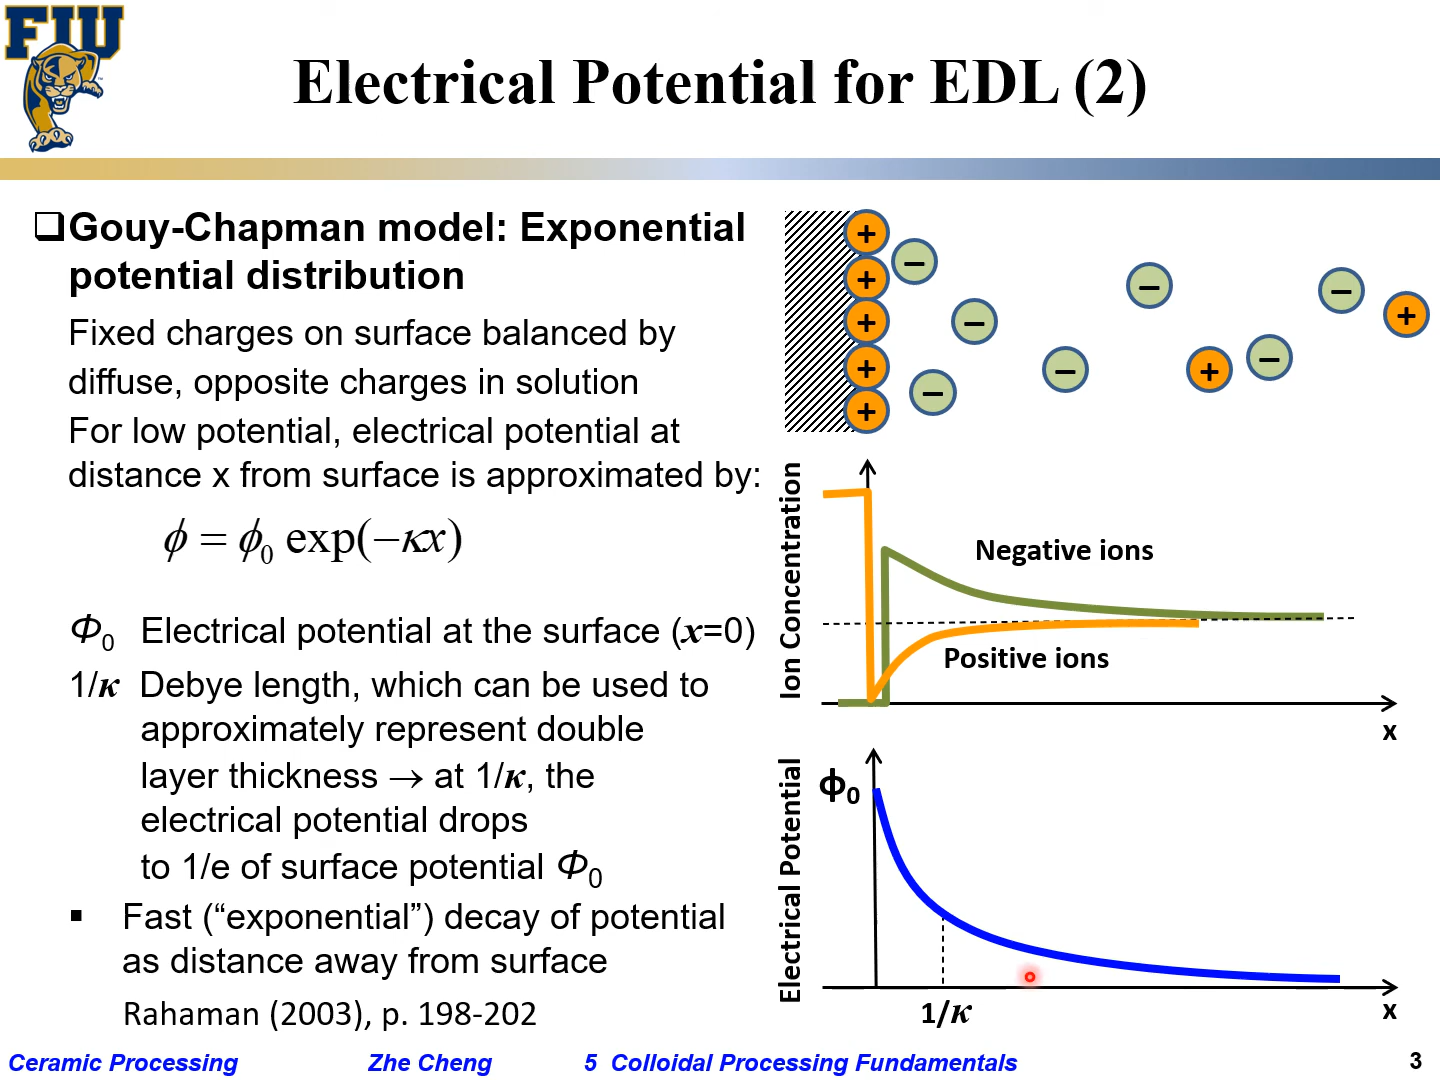 FIU
Electrical Potential for EDL (2)
❑Gouy-Chapman model: Exponential
potential distribution
Fixed charges on surface balanced by
diffuse, opposite charges in solution
For low potential, electrical potential at
distance x from surface is approximated by:
ϕ = ϕ0 exp(−κx)
Φ0 Electrical potential at the surface (x=0)
1/κ Debye length, which can be used to
approximately represent double
layer thickness → at 1/κ, the
electrical potential drops
to 1/e of surface potential Φ0
▪ Fast (“exponential”) decay of potential
as distance away from surface
Rahaman (2003), p. 198-202
+ + + + +
− − − − − − −
+ +
Ion Concentration
Negative ions
Positive ions
x
Electrical Potential
ϕ0
1/κ
x
Ceramic Processing Zhe Cheng 5 Colloidal Processing Fundamentals 3